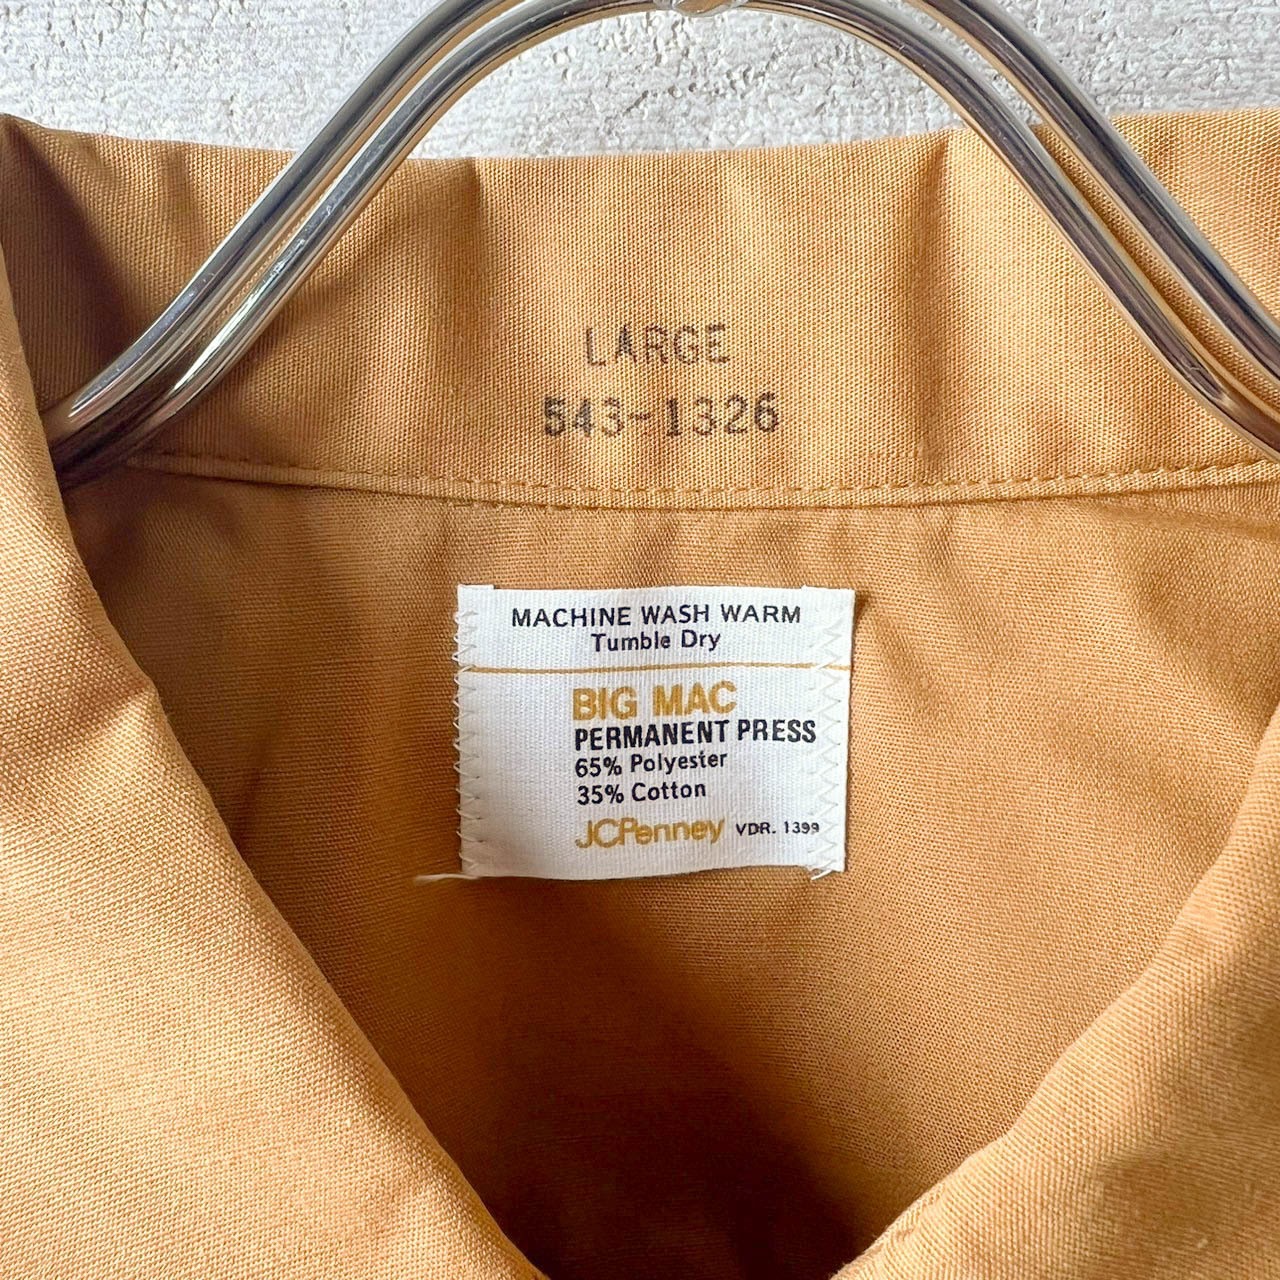 LARGE
543-1326
MACHINE WASH WARM
Tumble Dry
BIG MAC
PERMANENT PRESS
65% Polyester
35% Cotton
JCPenney VDR. 1399